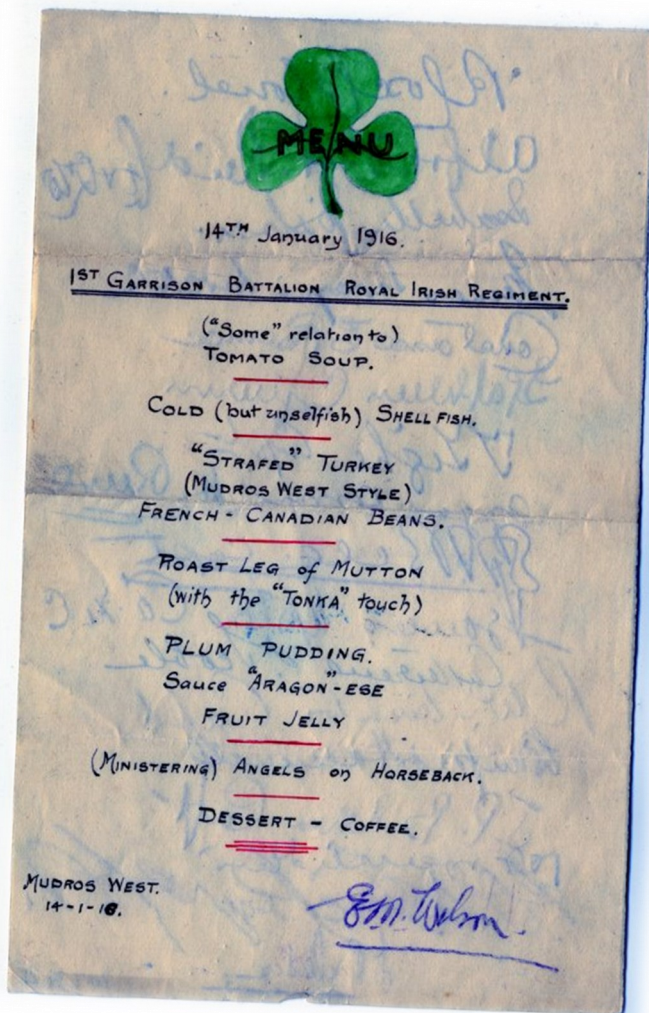 MENU
14TH January 1916.
1ST GARRISON BATTALION ROYAL IRISH REGIMENT.
("Some" relation to)
TOMATO SOUP.
COLD (but unselfish) SHELL FISH.
"STRAFED" TURKEY
(MUDROS WEST STYLE)
FRENCH-CANADIAN BEANS.
ROAST LEG of MUTTON
(with the "TONKA" touch)
PLUM PUDDING.
Sauce "ARAGON"-ESE
FRUIT JELLY
(MINISTERING) ANGELS on HORSEBACK.
DESSERT - COFFEE.
MUDROS WEST.
14-1-16.
E.M. Wilson